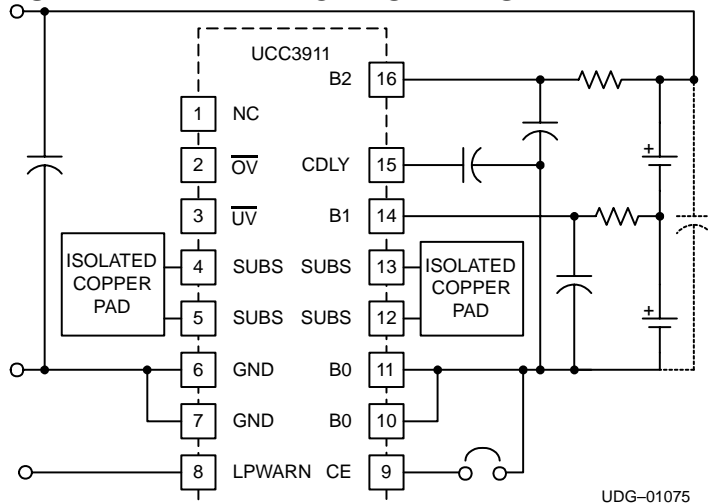 UCC3911
B2 16
1 NC
2 OV CDLY 15
3 UV B1 14
ISOLATED
COPPER
PAD
4 SUBS SUBS 13
5 SUBS SUBS 12
ISOLATED
COPPER
PAD
6 GND B0 11
7 GND B0 10
8 LPWARN CE 9
+
+
UDG–01075